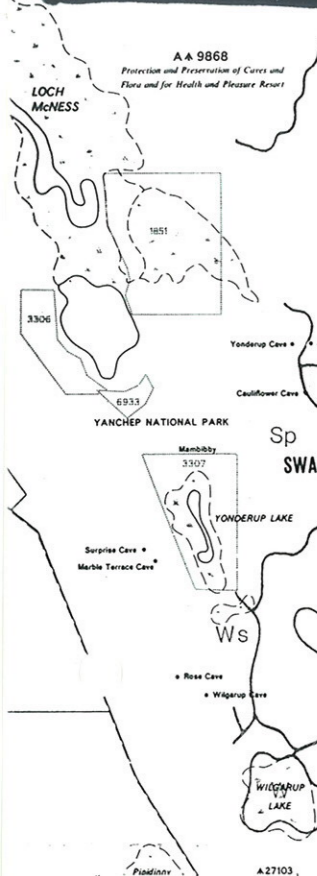 A 9868
Protection and Preservation of Caves and
Flora and for Health and Pleasure Resort
LOCH
McNESS
1851
3306
Yonderup Cave
6933
Cauliflower Cave
YANCHEP NATIONAL PARK
Sp
Mambibby
SWA
3307
YONDERUP LAKE
Surprise Cave
Marble Terrace Cave
Ws
Rose Cave
Wilgarup Cave
WILGARUP
LAKE
Pipidinny
27103